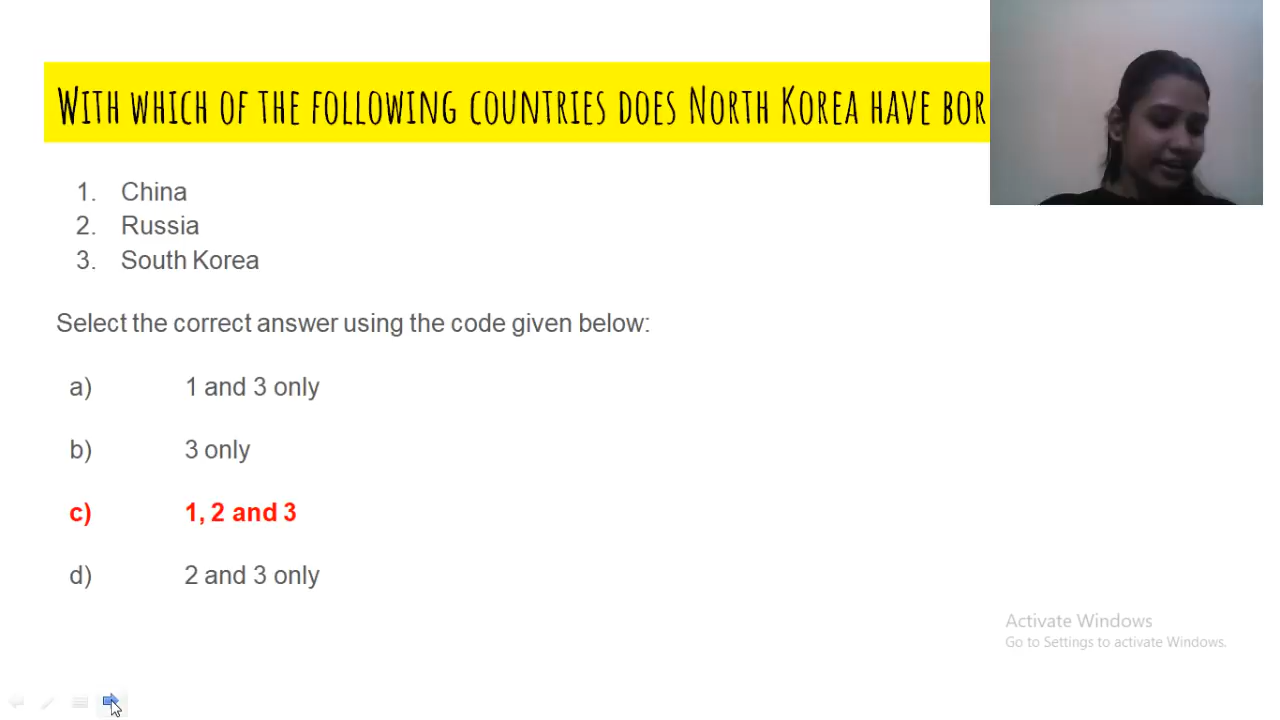 With which of the following countries does North Korea have bor
1. China
2. Russia
3. South Korea
Select the correct answer using the code given below:
a) 1 and 3 only
b) 3 only
c) 1, 2 and 3
d) 2 and 3 only
Activate Windows
Go to Settings to activate Windows.